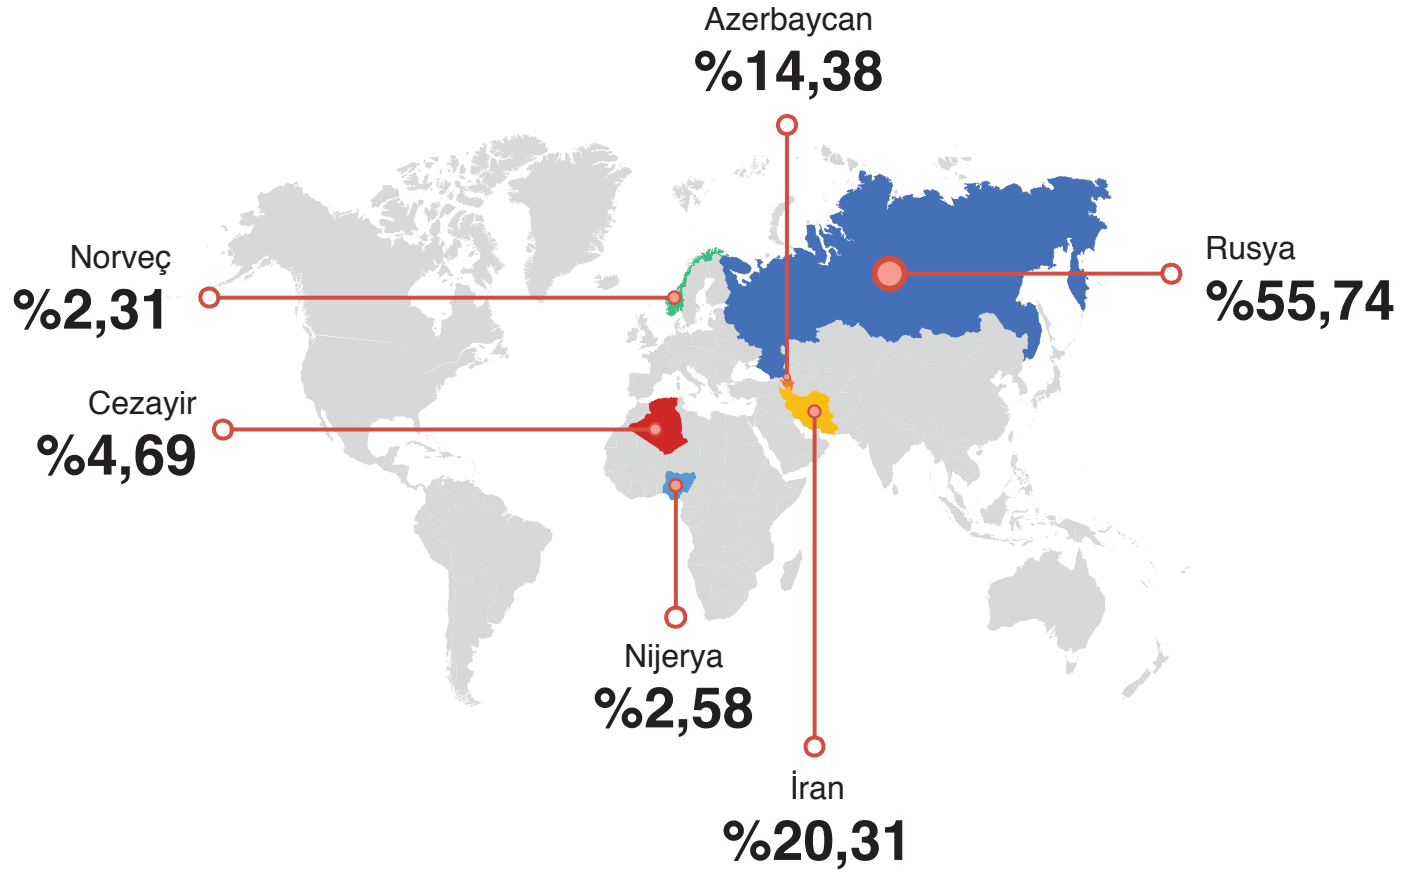 Azerbaycan
%14,38
Norveç
%2,31
Rusya
%55,74
Cezayir
%4,69
Nijerya
%2,58
İran
%20,31